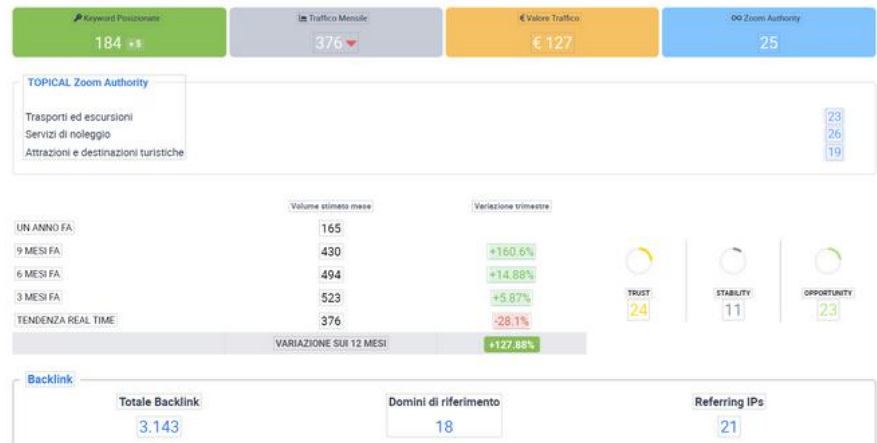 Keyword Posizionate
184 +5
Traffico Mensile
376
€ Valore Traffico
€ 127
Zoom Authority
25
TOPICAL Zoom Authority
Trasporti ed escursioni 23
Servizi di noleggio 26
Attrazioni e destinazioni turistiche 19
Volume stimato mese Variazione trimestre
UN ANNO FA 165
9 MESI FA 430 +160.6%
6 MESI FA 494 +14.88%
3 MESI FA 523 +5.87%
TENDENZA REAL TIME 376 -28.1%
VARIAZIONE SUI 12 MESI +127.88%
TRUST STABILITY OPPORTUNITY
24 11 23
Backlink
Totale Backlink Domini di riferimento Referring IPs
3.143 18 21